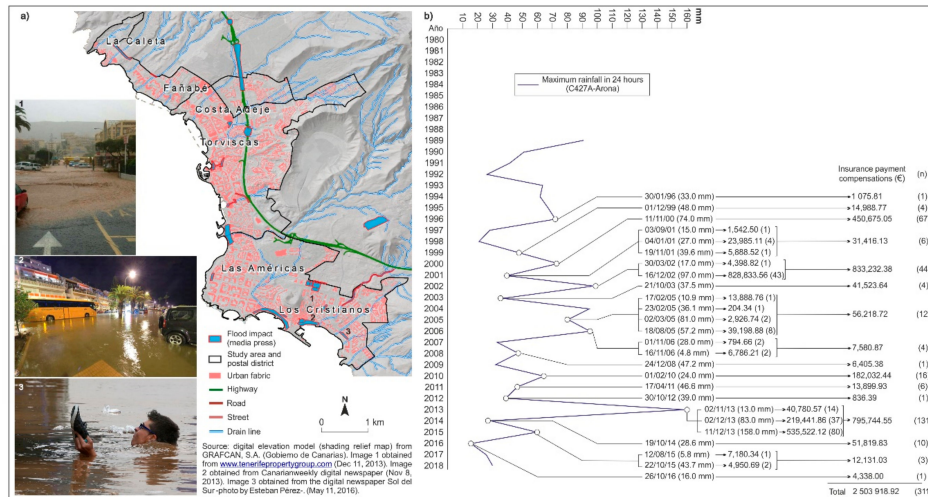 a)
La Caleta
Fañabe
Costa Adeje
Torviscas
Las Américas
Los Cristianos
1
2
3
1
2
3
Flood impact
(media press)
Study area and
postal district
Urban fabric
Highway
Road
Street
Drain line
N
0 1 km
Source: digital elevation model (shading relief map) from
GRAFCAN, S.A. (Gobierno de Canarias). Image 1 obtained
from www.tenerifepropertygroup.com (Dec 11, 2013). Image
2 obtained from Canarianweekly digital newspaper (Nov 8,
2013). Image 3 obtained from the digital newspaper Sol del
Sur -photo by Esteban Pérez-. (May 11, 2016).
b)
10 20 30 40 50 60 70 80 90 100 110 120 130 140 150 160 mm
Año
1980
1981
1982
1983
1984
1985
1986
1987
1988
1989
1990
1991
1992
1993
1994
1995
1996
1997
1998
1999
2000
2001
2002
2003
2004
2005
2006
2007
2008
2009
2010
2011
2012
2013
2014
2015
2016
2017
2018
Maximum rainfall in 24 hours
(C427A-Arona)
Insurance payment
compensations (€) (n)
30/01/96 (33.0 mm) 1 075.81 (1)
01/12/99 (48.0 mm) 14,988.77 (4)
11/11/00 (74.0 mm) 450,675.05 (67
03/09/01 (15.0 mm) 1,542.50 (1)
04/01/01 (27.0 mm) 23,985.11 (4) 31,416.13 (6)
19/11/01 (39.6 mm) 5,888.52 (1)
30/03/02 (17.0 mm) 4,398.82 (1)
16/12/02 (97.0 mm) 828,833.56 (43) 833,232.38 (44
21/10/03 (37.5 mm) 41,523.64 (4)
17/02/05 (10.9 mm) 13,888.76 (1)
23/02/05 (36.1 mm) 204.34 (1)
02/03/05 (81.0 mm) 2,926.74 (2) 56,218.72 (12
18/08/05 (57.2 mm) 39,198.88 (8)
01/11/06 (28.0 mm) 794.66 (2)
16/11/06 (4.8 mm) 6,786.21 (2) 7,580.87 (4)
24/12/08 (47.2 mm) 6,405.38 (1)
01/02/10 (24.0 mm) 182,032.44 (16
17/04/11 (46.6 mm) 13,899.93 (6)
30/10/12 (39.0 mm) 836.39 (1)
02/11/13 (13.0 mm) 40,780.57 (14)
02/12/13 (83.0 mm) 219,441.86 (37) 795,744.55 (131
11/12/13 (158.0 mm) 535,522.12 (80)
19/10/14 (28.6 mm) 51,819.83 (10)
12/08/15 (5.8 mm) 7,180.34 (1)
22/10/15 (43.7 mm) 4,950.69 (2) 12,131.03 (3)
26/10/16 (16.0 mm) 4,338.00 (1)
Total 2 503 918.92 (311